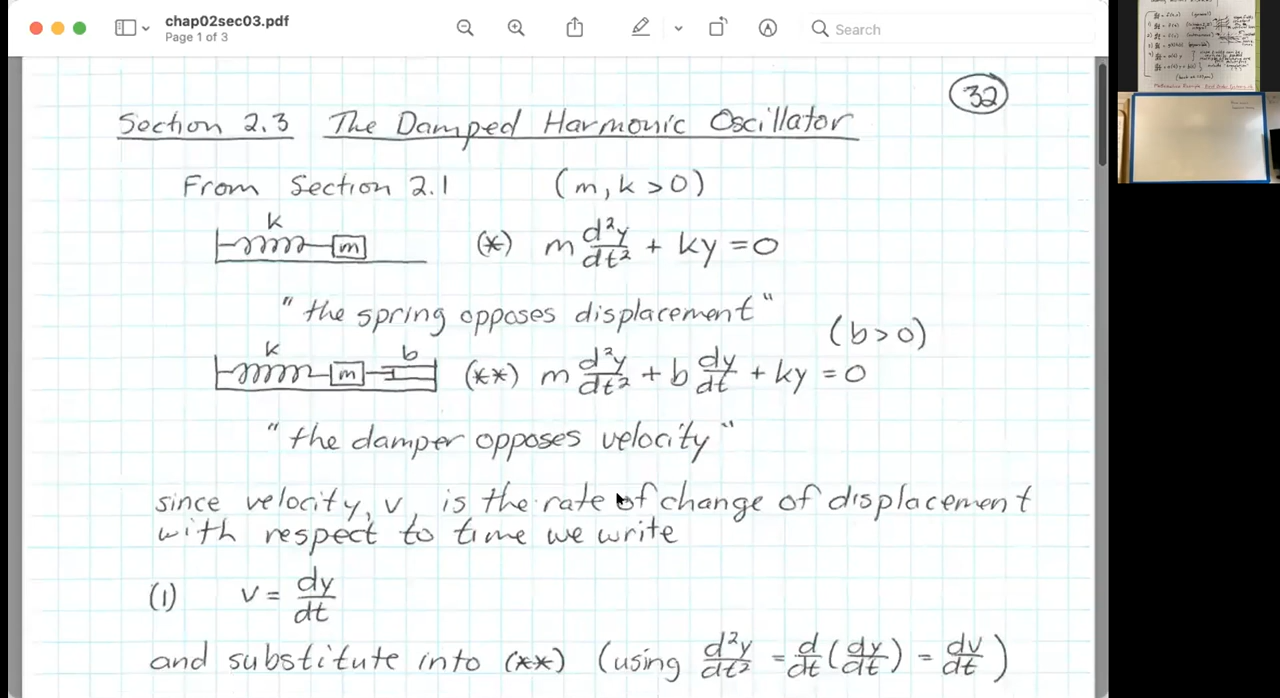 chap02sec03.pdf
Page 1 of 3
Search
32
Section 2.3 The Damped Harmonic Oscillator
From Section 2.1 (m, k > 0)
k
m (*) m d²y/dt² + ky = 0
"the spring opposes displacement"
(b > 0)
k b
m (**) m d²y/dt² + b dy/dt + ky = 0
"the damper opposes velocity"
since velocity, v, is the rate of change of displacement
with respect to time we write
(1) v = dy/dt
and substitute into (**) (using d²y/dt² = d/dt(dy/dt) = dv/dt)